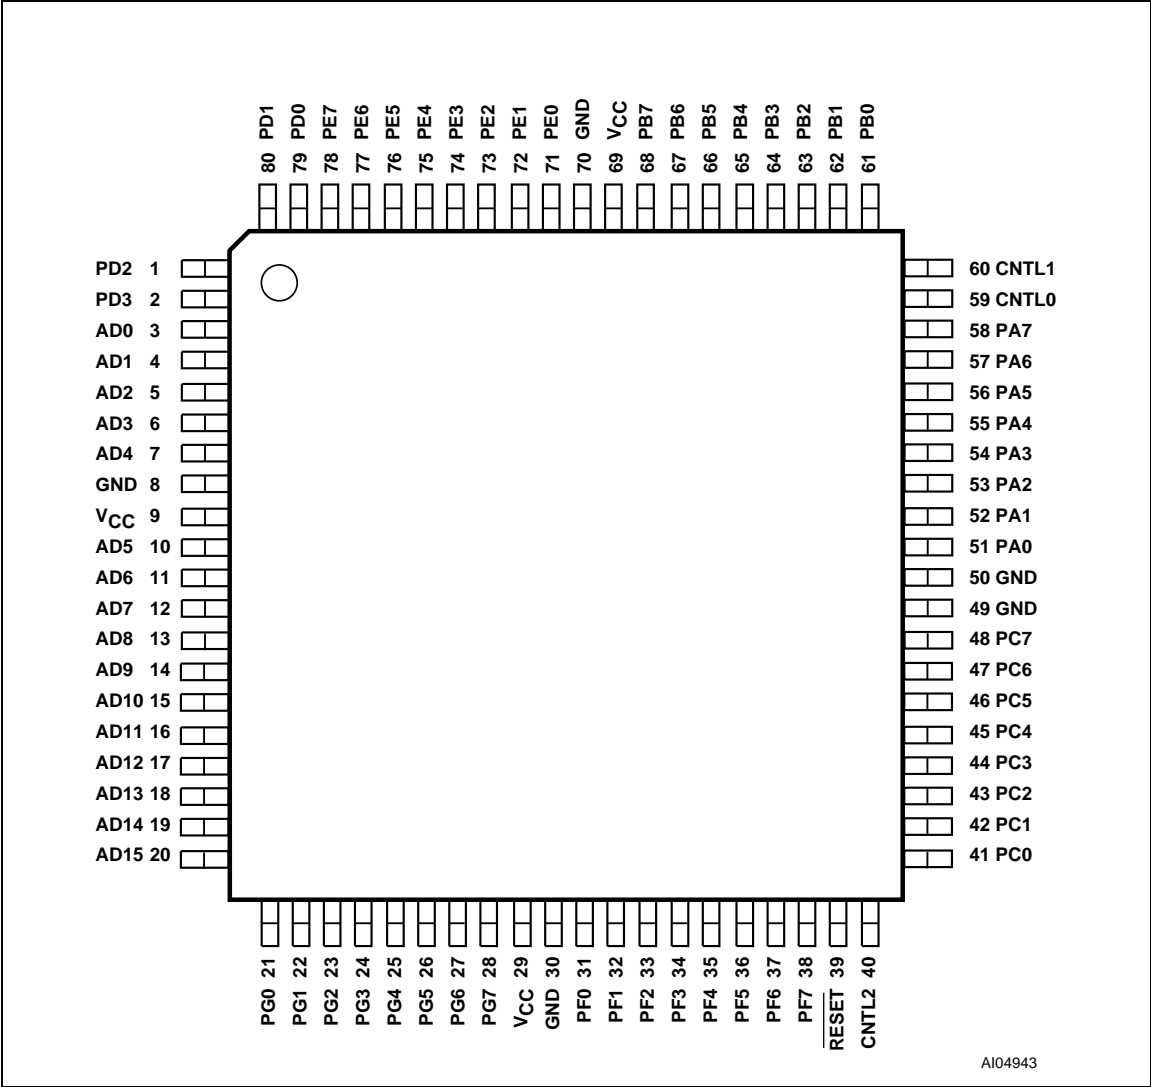 80 PD1
79 PD0
78 PE7
77 PE6
76 PE5
75 PE4
74 PE3
73 PE2
72 PE1
71 PE0
70 GND
69 VCC
68 PB7
67 PB6
66 PB5
65 PB4
64 PB3
63 PB2
62 PB1
61 PB0
PD2 1
PD3 2
AD0 3
AD1 4
AD2 5
AD3 6
AD4 7
GND 8
VCC 9
AD5 10
AD6 11
AD7 12
AD8 13
AD9 14
AD10 15
AD11 16
AD12 17
AD13 18
AD14 19
AD15 20
60 CNTL1
59 CNTL0
58 PA7
57 PA6
56 PA5
55 PA4
54 PA3
53 PA2
52 PA1
51 PA0
50 GND
49 GND
48 PC7
47 PC6
46 PC5
45 PC4
44 PC3
43 PC2
42 PC1
41 PC0
PG0 21
PG1 22
PG2 23
PG3 24
PG4 25
PG5 26
PG6 27
PG7 28
VCC 29
GND 30
PF0 31
PF1 32
PF2 33
PF3 34
PF4 35
PF5 36
PF6 37
PF7 38
RESET 39
CNTL2 40
AI04943